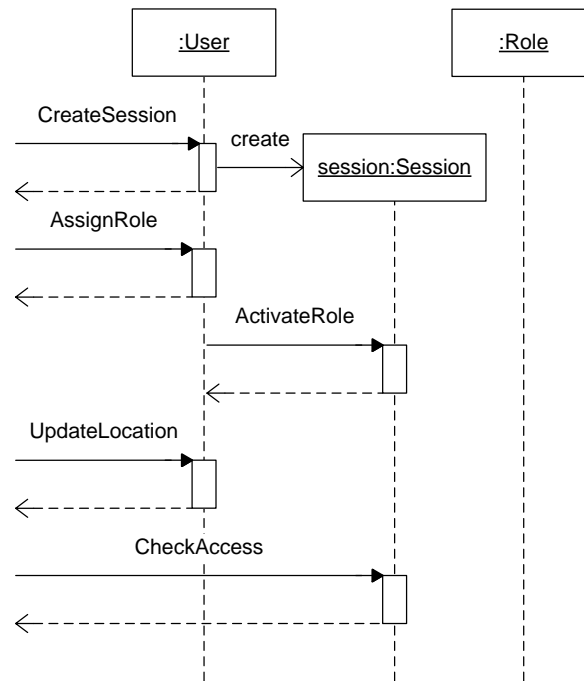 :User
:Role
CreateSession
create
session:Session
AssignRole
ActivateRole
UpdateLocation
CheckAccess